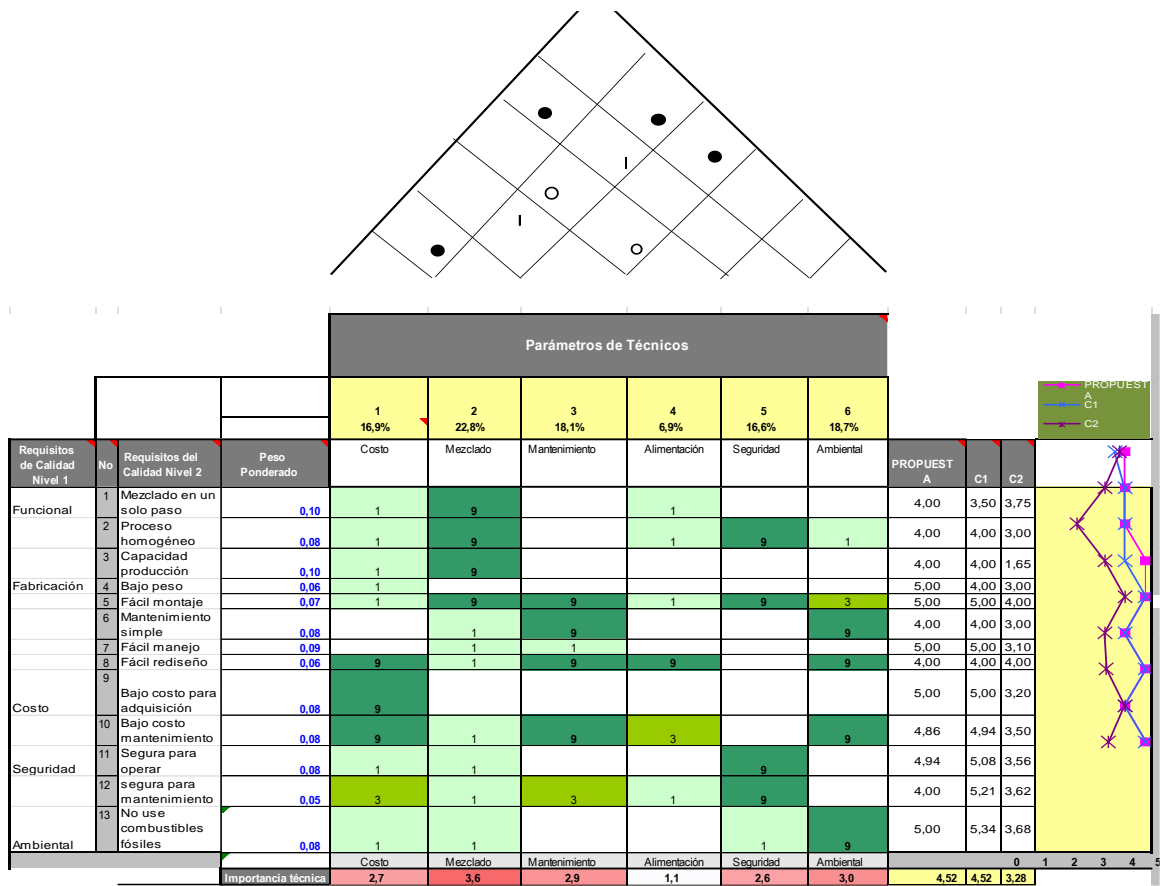 Parámetros de Técnicos
PROPUEST
A
C1
C2
1 2 3 4 5 6
16,9% 22,8% 18,1% 6,9% 16,6% 18,7%
Requisitos de Calidad Nivel 1 No Requisitos del Calidad Nivel 2 Peso Ponderado Costo Mezclado Mantenimiento Alimentación Seguridad Ambiental PROPUEST A C1 C2
Funcional 1 Mezclado en un solo paso 0,10 1 9 1 4,00 3,50 3,75
2 Proceso homogéneo 0,08 1 9 1 9 1 4,00 4,00 3,00
3 Capacidad producción 0,10 1 9 4,00 4,00 1,65
Fabricación 4 Bajo peso 0,06 1 5,00 4,00 3,00
5 Fácil montaje 0,07 1 9 9 1 9 3 5,00 5,00 4,00
6 Mantenimiento simple 0,08 1 9 9 4,00 4,00 3,00
7 Fácil manejo 0,09 1 1 5,00 5,00 3,10
8 Fácil rediseño 0,06 9 1 9 9 9 4,00 4,00 4,00
Costo 9 Bajo costo para adquisición 0,08 9 5,00 5,00 3,20
10 Bajo costo mantenimiento 0,08 9 1 9 3 9 4,86 4,94 3,50
Seguridad 11 Segura para operar 0,08 1 1 9 4,94 5,08 3,56
12 segura para mantenimiento 0,05 3 1 3 1 9 4,00 5,21 3,62
Ambiental 13 No use combustibles fósiles 0,08 1 1 1 9 5,00 5,34 3,68
Costo Mezclado Mantenimiento Alimentación Seguridad Ambiental 0 1 2 3 4 5
Importancia técnica 2,7 3,6 2,9 1,1 2,6 3,0 4,52 4,52 3,28